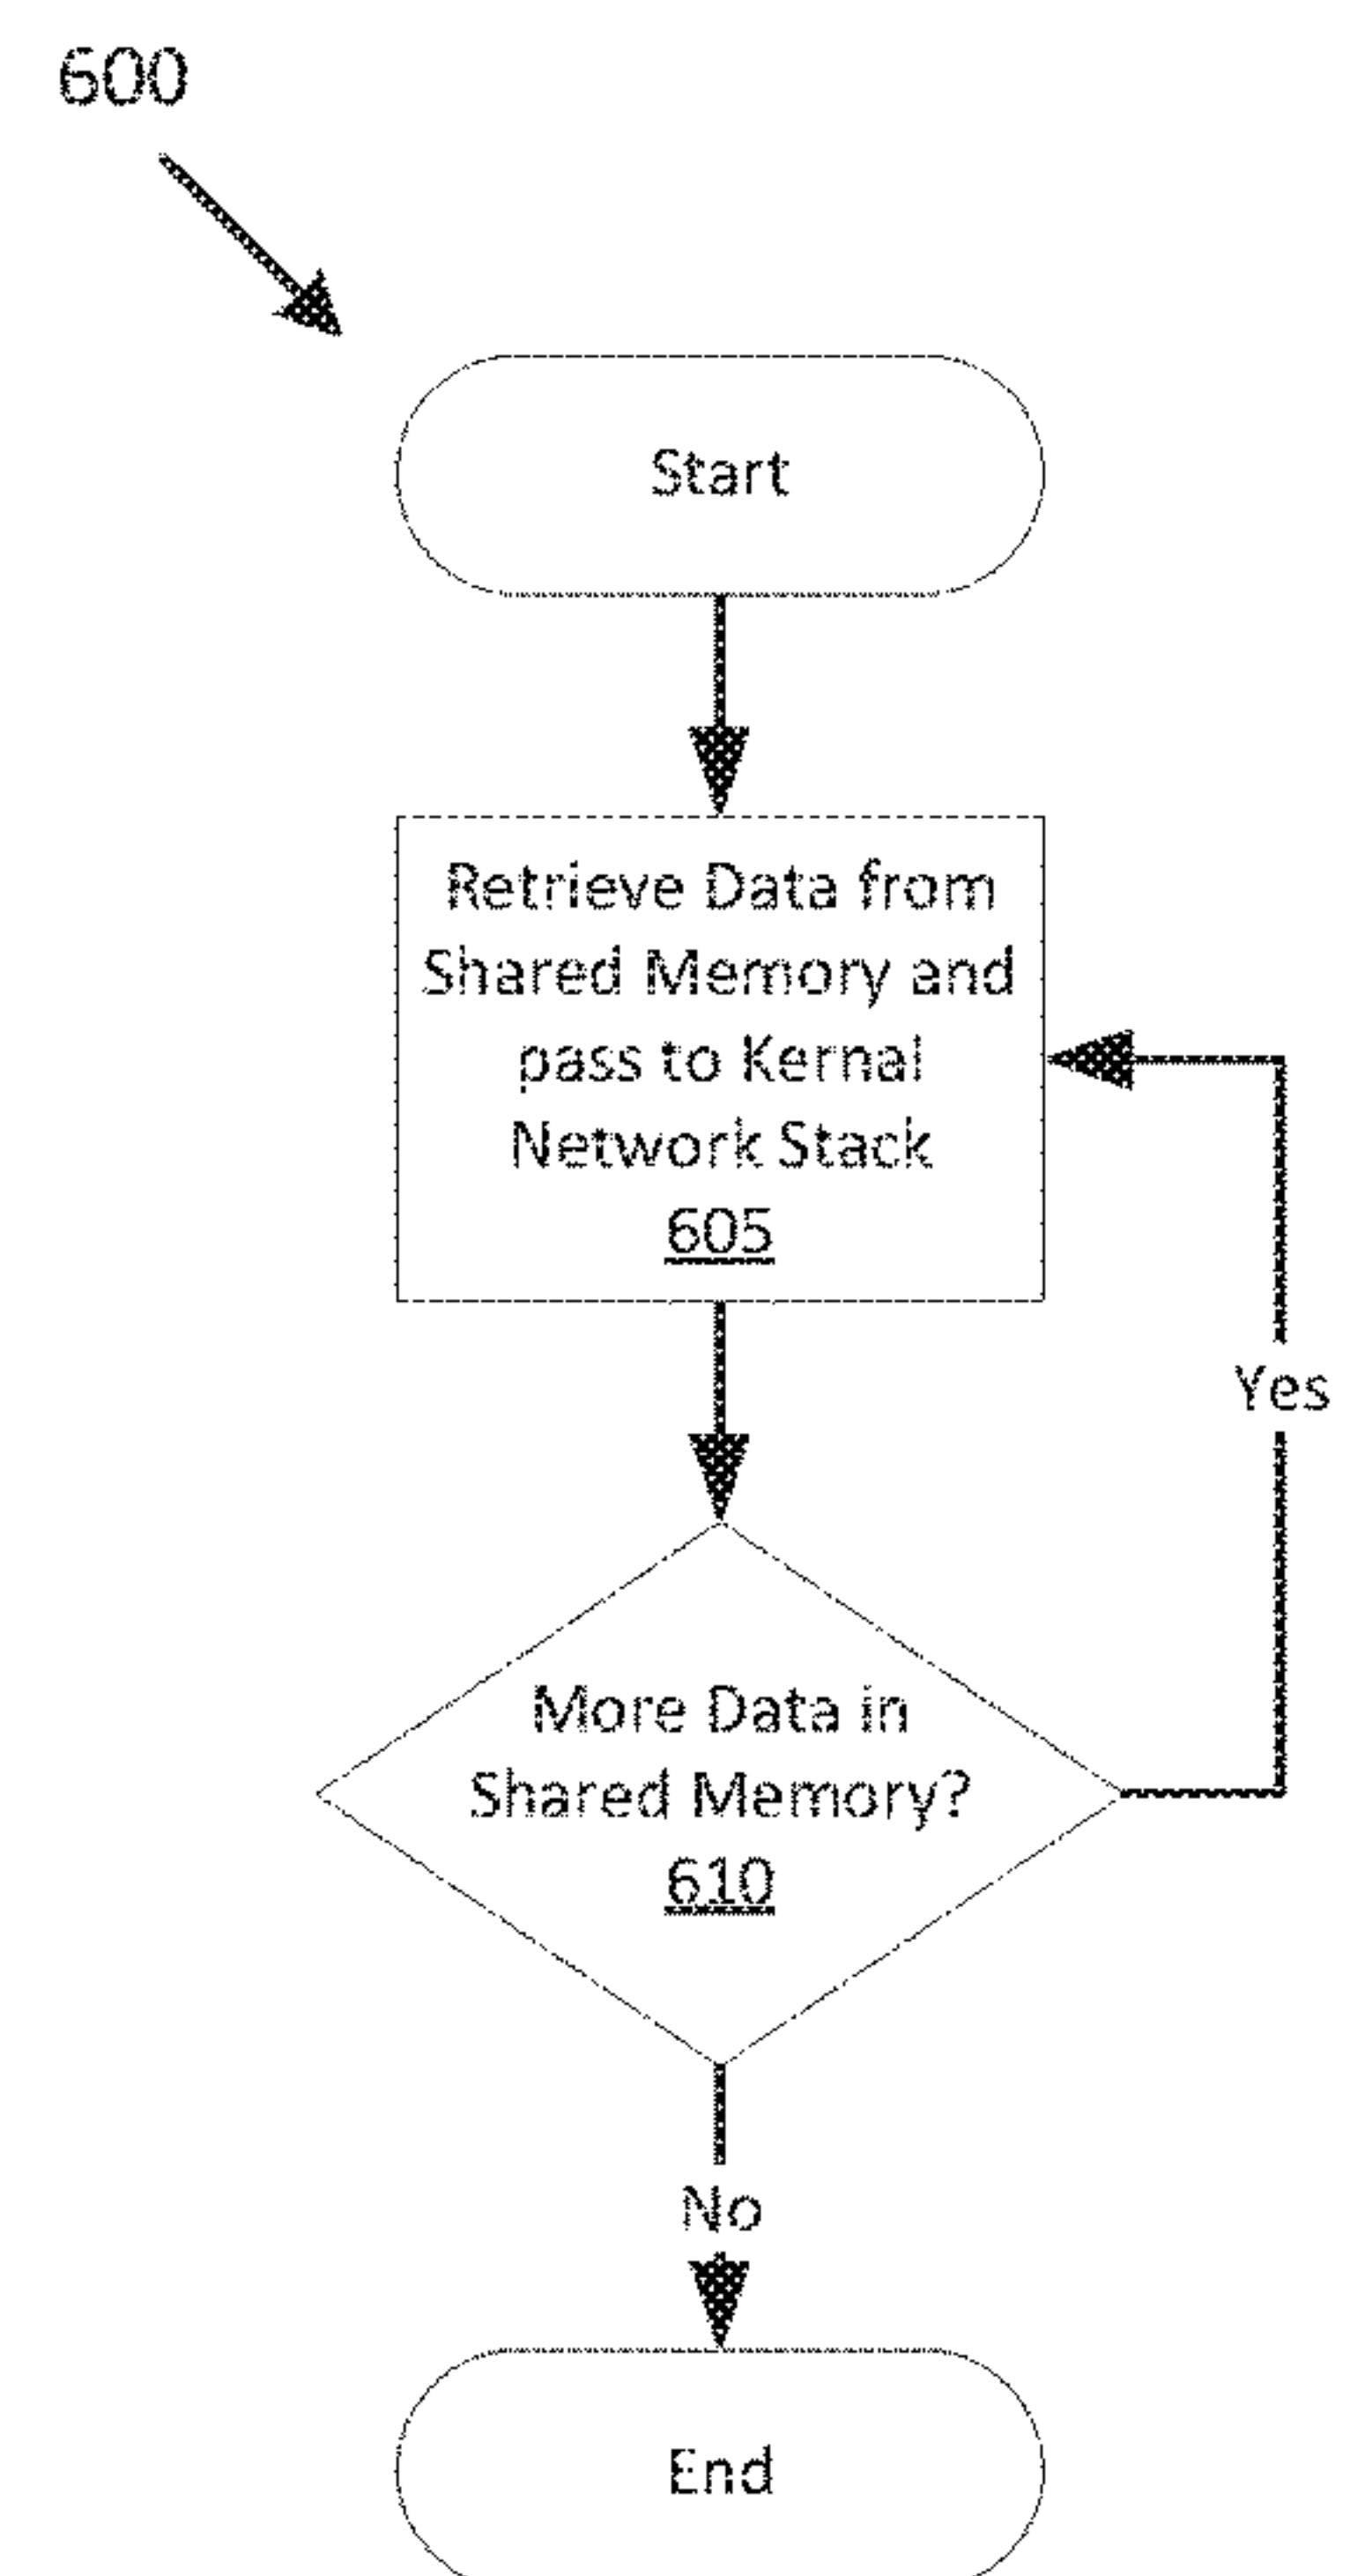 600
Start
Retrieve Data from
Shared Memory and
pass to Kernal
Network Stack
605
Yes
More Data in
Shared Memory?
610
No
End